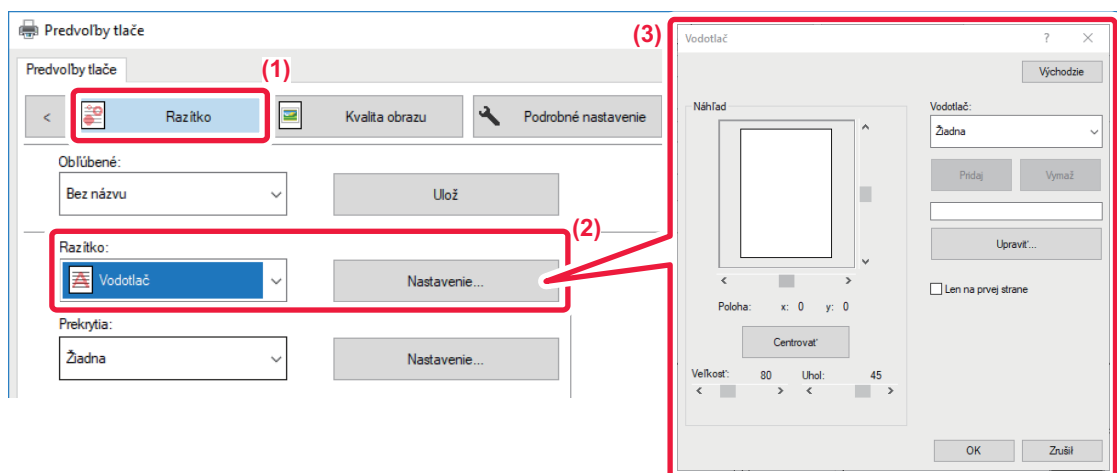 Predvoľby tlače
Predvoľby tlače
(1)
<
Razítko
Kvalita obrazu
Podrobné nastavenie
Obľúbené:
Bez názvu
Ulož
(2)
Razítko:
Vodotlač
Nastavenie...
Prekrytia:
Žiadna
Nastavenie...
(3)
Vodotlač
?
Východzie
Náhľad
Vodotlač:
Žiadna
Pridaj
Vymaž
Upraviť...
Len na prvej strane
Poloha: x: 0 y: 0
Centrovať
Veľkosť: 80 Uhol: 45
OK
Zrušiť